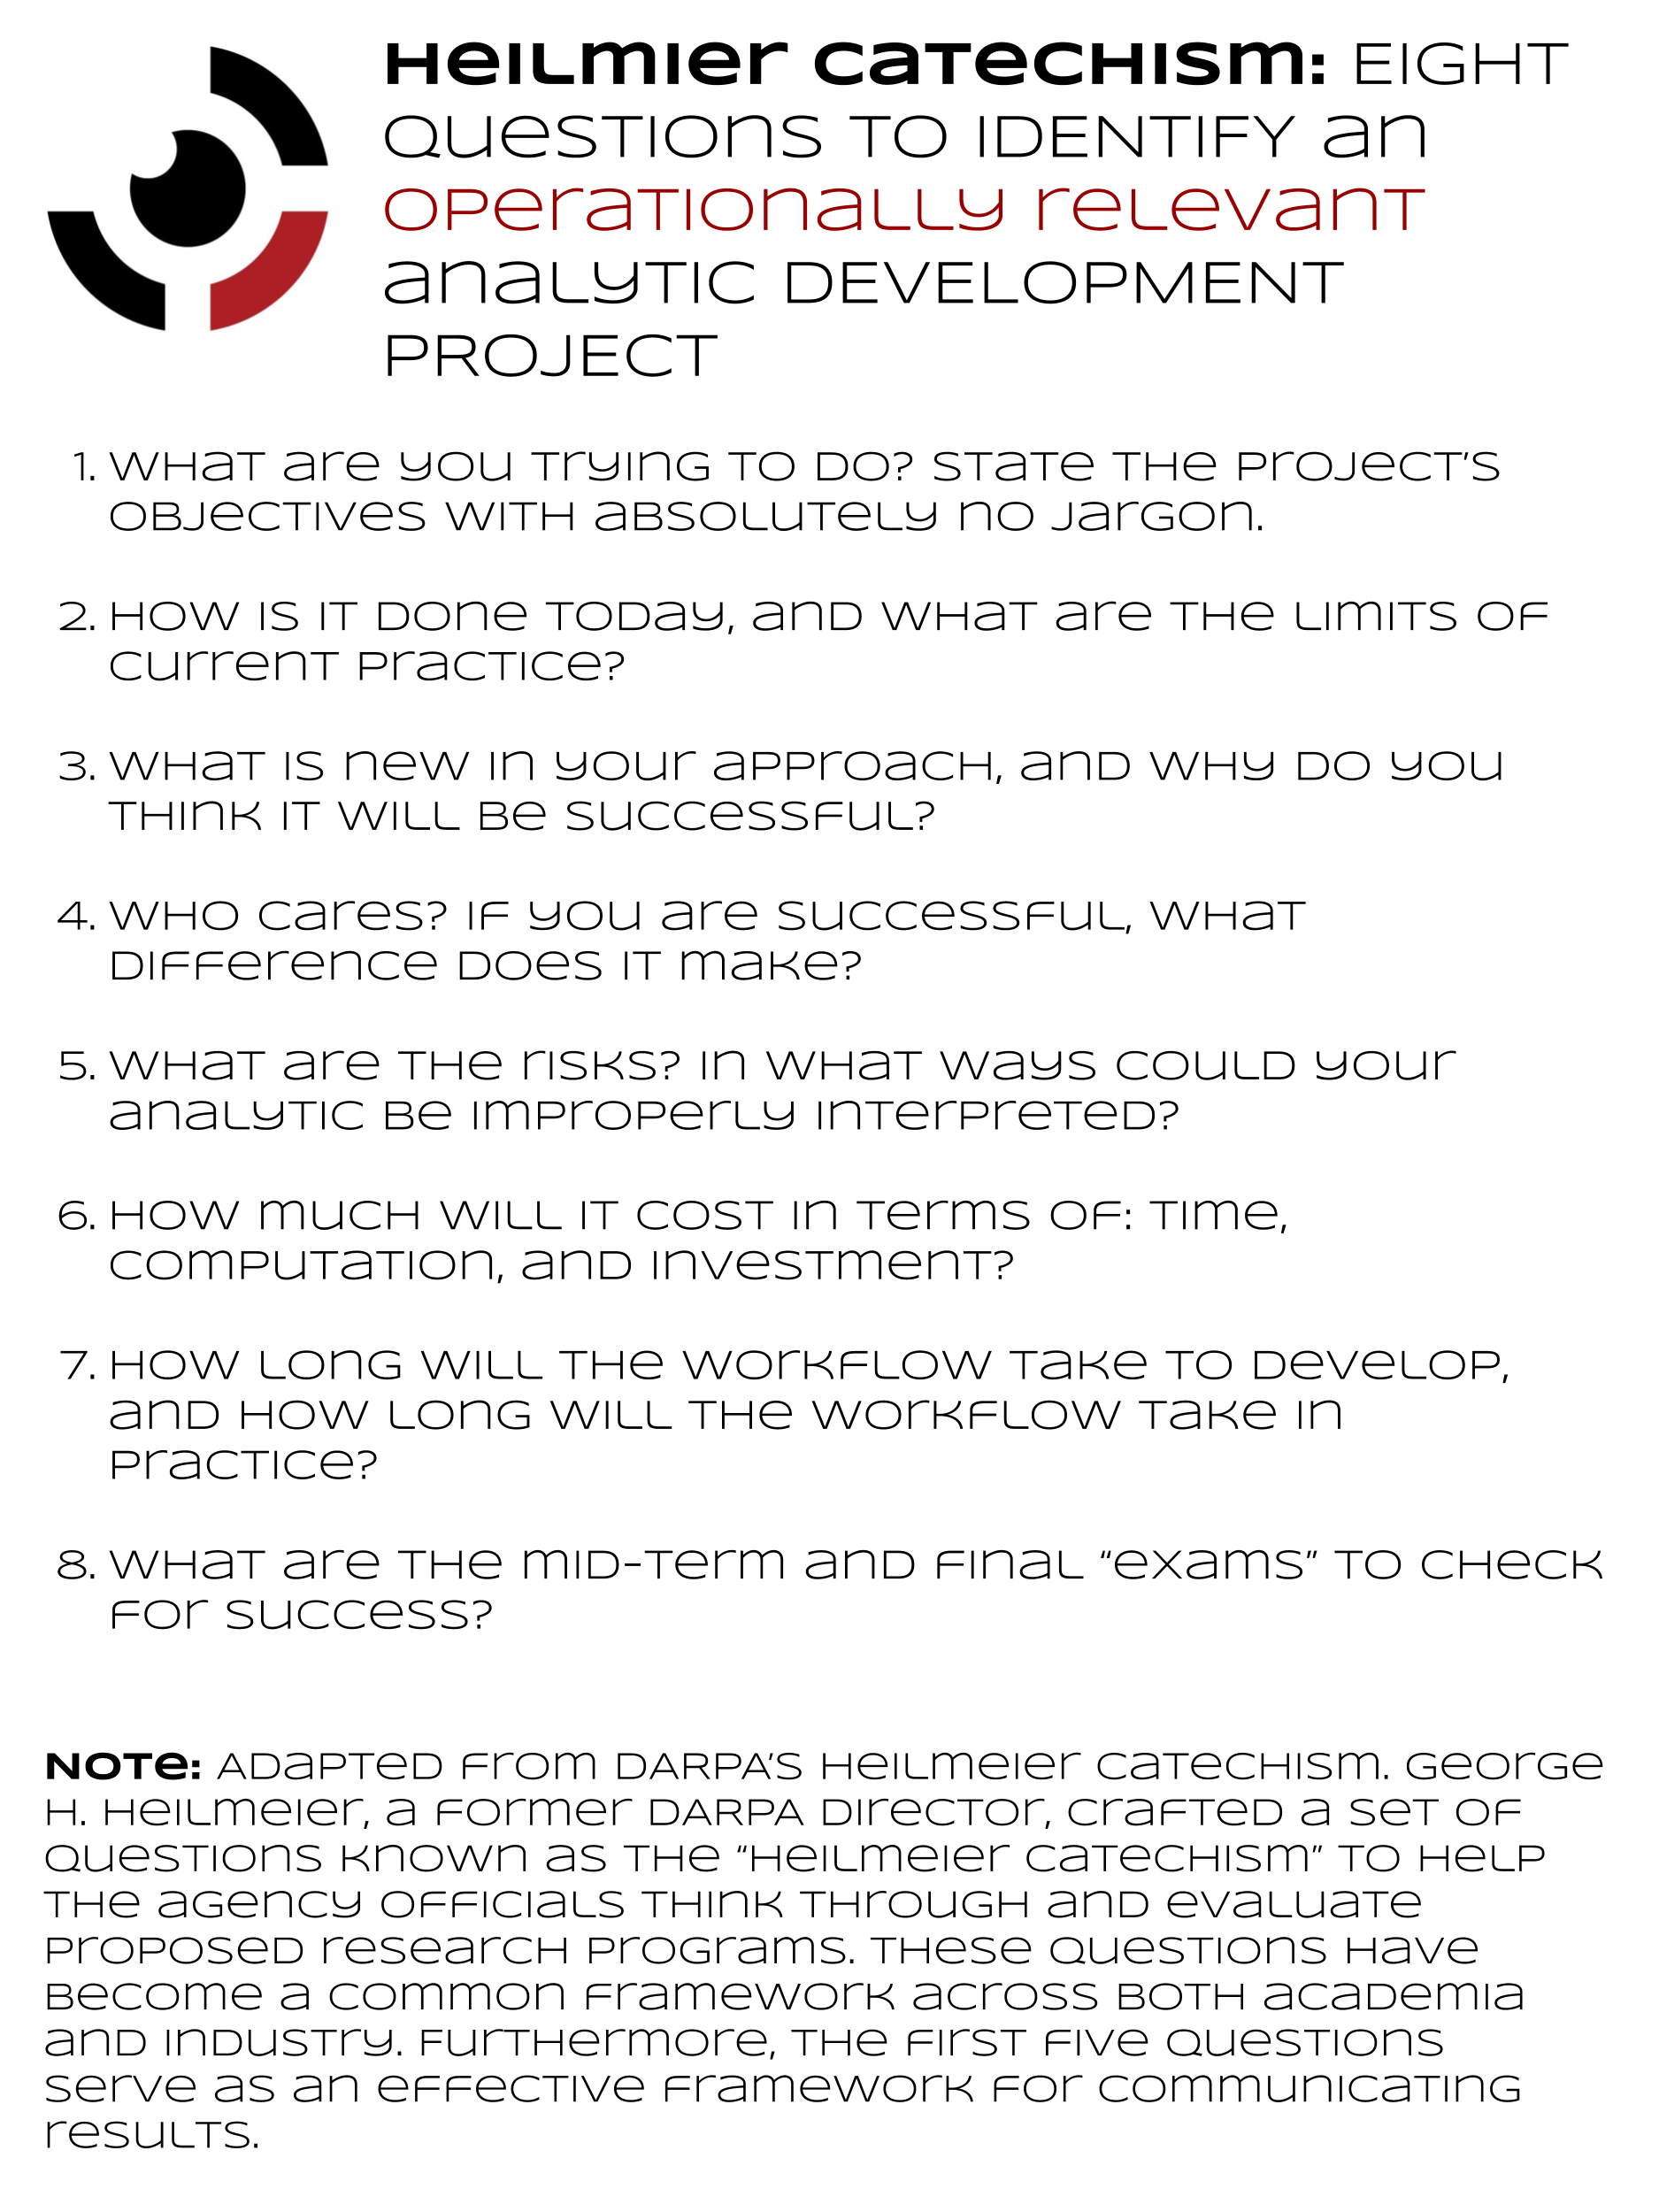 Heilmier Catechism: Eight
Questions to Identify an
Operationally Relevant
Analytic Development
Project
1. What are you trying to do? State the project's
objectives with absolutely no jargon.
2. How is it done today, and what are the limits of
current practice?
3. What is new in your approach, and why do you
think it will be successful?
4. Who cares? If you are successful, what
difference does it make?
5. What are the risks? In what ways could your
analytic be improperly interpreted?
6. How much will it cost in terms of: time,
computation, and investment?
7. How long will the workflow take to develop,
and how long will the workflow take in
practice?
8. What are the mid-term and final “exams” to check
for success?
Note: Adapted from DARPA's Heilmeier Catechism. George
H. Heilmeier, a former DARPA director, crafted a set of
questions known as the “Heilmeier Catechism” to help
the agency officials think through and evaluate
proposed research programs. These questions have
become a common framework across both academia
and industry. Furthermore, the first five questions
serve as an effective framework for communicating
results.